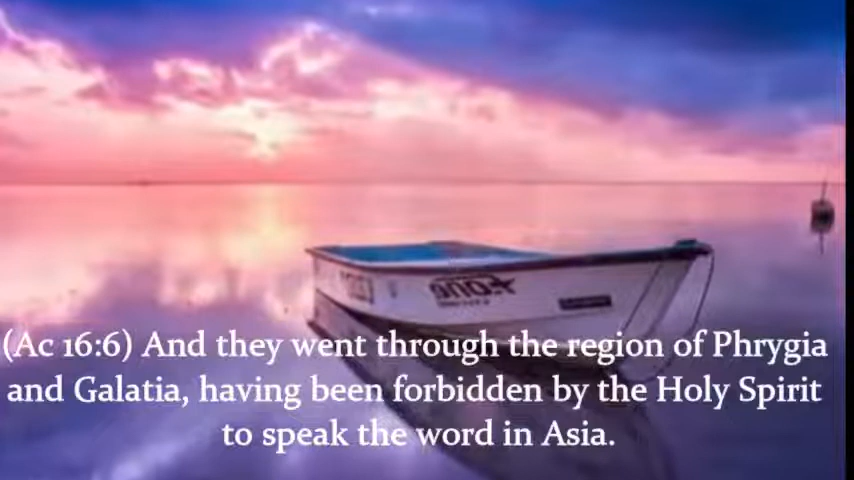 (Ac 16:6) And they went through the region of Phrygia
and Galatia, having been forbidden by the Holy Spirit
to speak the word in Asia.